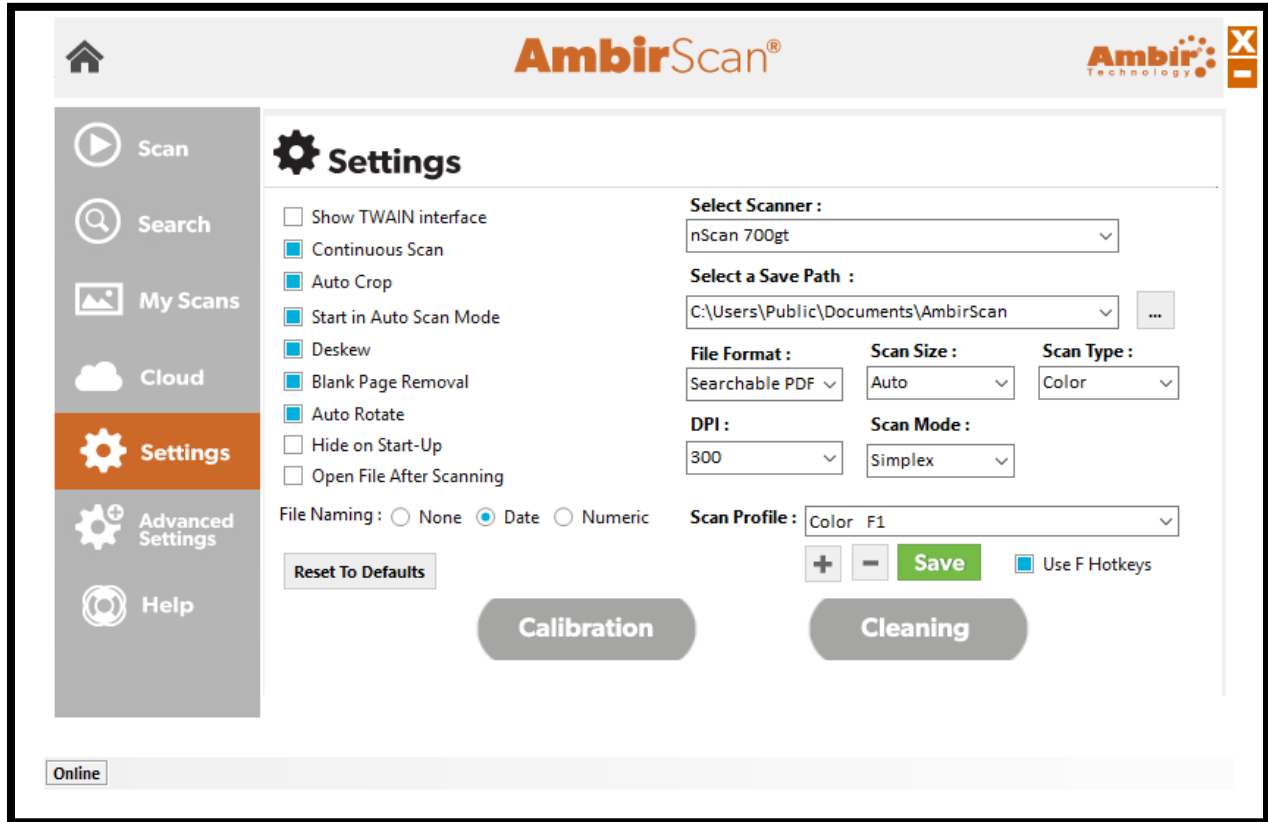 AmbirScan®
Ambir
Technology
X
Scan
Search
My Scans
Cloud
Settings
Advanced
Settings
Help
Settings
Show TWAIN interface
Continuous Scan
Auto Crop
Start in Auto Scan Mode
Deskew
Blank Page Removal
Auto Rotate
Hide on Start-Up
Open File After Scanning
File Naming : None Date Numeric
Reset To Defaults
Select Scanner :
nScan 700gt
Select a Save Path :
C:\Users\Public\Documents\AmbirScan ...
File Format : Scan Size : Scan Type :
Searchable PDF Auto Color
DPI : Scan Mode :
300 Simplex
Scan Profile : Color F1
+ − Save Use F Hotkeys
Calibration Cleaning
Online